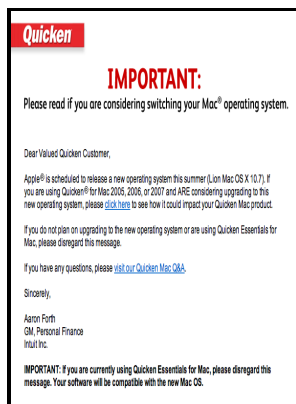 Quicken
IMPORTANT:
Please read if you are considering switching your Mac® operating system.
Dear Valued Quicken Customer,
Apple® is scheduled to release a new operating system this summer (Lion Mac OS X 10.7). If
you are using Quicken® for Mac 2005, 2006, or 2007 and ARE considering upgrading to this
new operating system, please click here to see how it could impact your Quicken Mac product.
If you do not plan on upgrading to the new operating system or are using Quicken Essentials for
Mac, please disregard this message.
If you have any questions, please visit our Quicken Mac Q&A.
Sincerely,
Aaron Forth
GM, Personal Finance
Intuit Inc.
IMPORTANT: If you are currently using Quicken Essentials for Mac, please disregard this
message. Your software will be compatible with the new Mac OS.